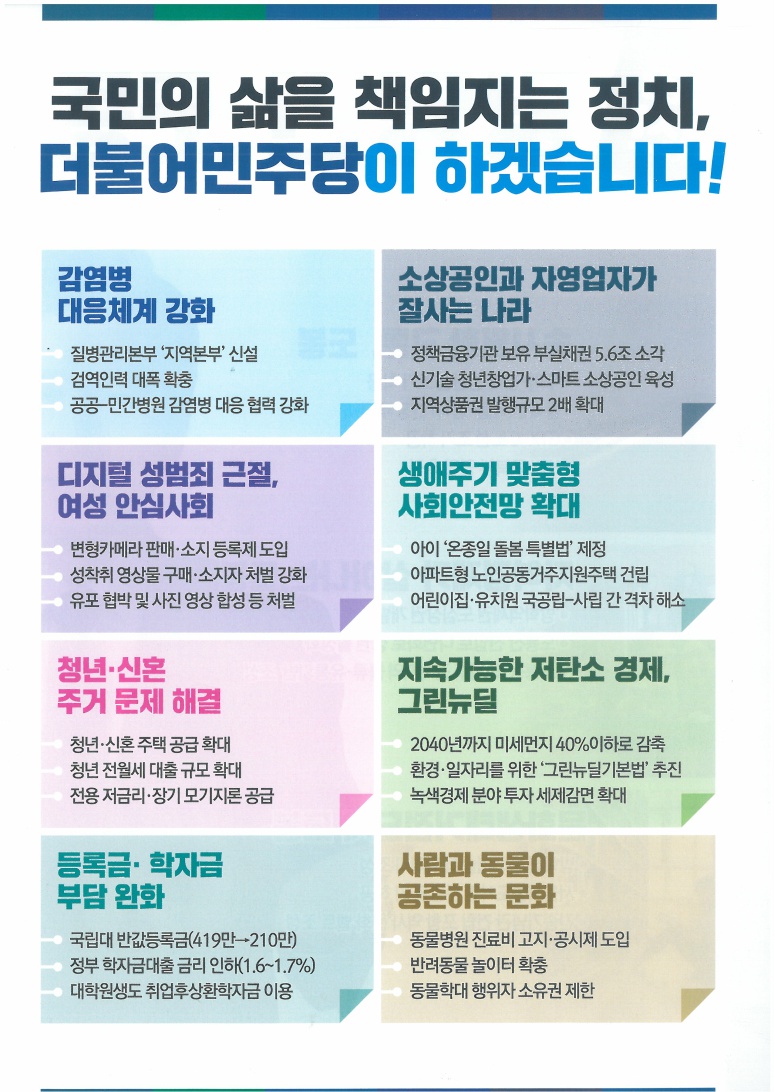 국민의 삶을 책임지는 정치,
더불어민주당이 하겠습니다!
감염병
대응체계 강화
질병관리본부 '지역본부' 신설
검역인력 대폭 확충
공공-민간병원 감염병 대응 협력 강화
소상공인과 자영업자가
잘사는 나라
정책금융기관 보유 부실채권 5.6조 소각
신기술 청년창업가·스마트 소상공인 육성
지역상품권 발행규모 2배 확대
디지털 성범죄 근절,
여성 안심사회
변형카메라 판매·소지 등록제 도입
성착취 영상물 구매·소지자 처벌 강화
유포 협박 및 사진 영상 합성 등 처벌
생애주기 맞춤형
사회안전망 확대
아이 '온종일 돌봄 특별법' 제정
아파트형 노인공동거주지원주택 건립
어린이집·유치원 국공립-사립 간 격차 해소
청년·신혼
주거 문제 해결
청년·신혼 주택 공급 확대
청년 전월세 대출 규모 확대
전용 저금리·장기 모기지론 공급
지속가능한 저탄소 경제,
그린뉴딜
2040년까지 미세먼지 40%이하로 감축
환경·일자리를 위한 '그린뉴딜기본법' 추진
녹색경제 분야 투자 세제감면 확대
등록금· 학자금
부담 완화
국립대 반값등록금(419만→210만)
정부 학자금대출 금리 인하(1.6~1.7%)
대학원생도 취업후상환학자금 이용
사람과 동물이
공존하는 문화
동물병원 진료비 고지·공시제 도입
반려동물 놀이터 확충
동물학대 행위자 소유권 제한